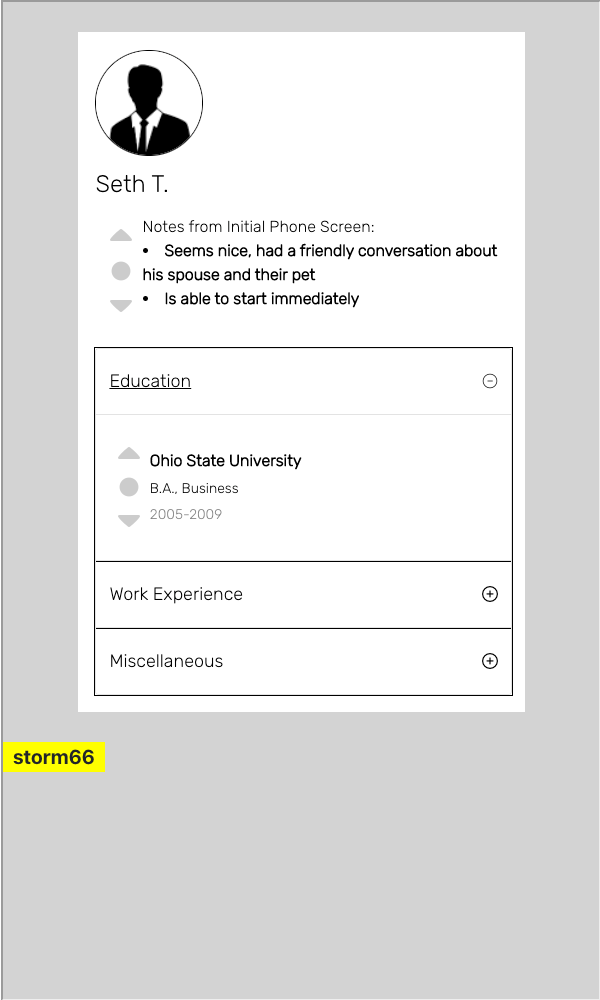 Seth T.
Notes from Initial Phone Screen:
• Seems nice, had a friendly conversation about
his spouse and their pet
• Is able to start immediately
Education
Ohio State University
B.A., Business
2005-2009
Work Experience
Miscellaneous
storm66